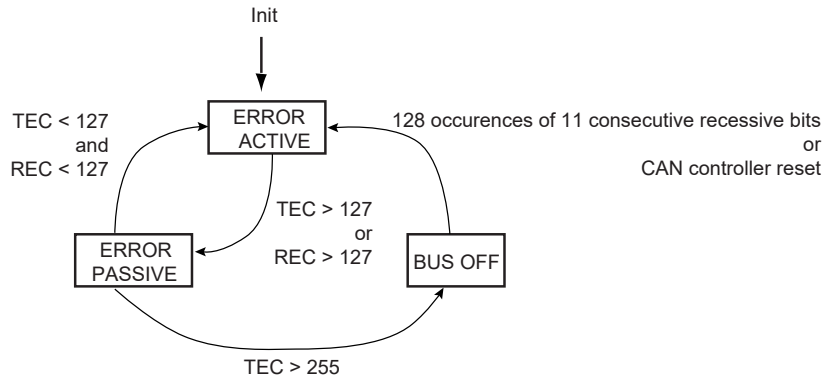 Init
ERROR
ACTIVE
TEC < 127
and
REC < 127
128 occurences of 11 consecutive recessive bits
or
CAN controller reset
TEC > 127
or
REC > 127
ERROR
PASSIVE
BUS OFF
TEC > 255